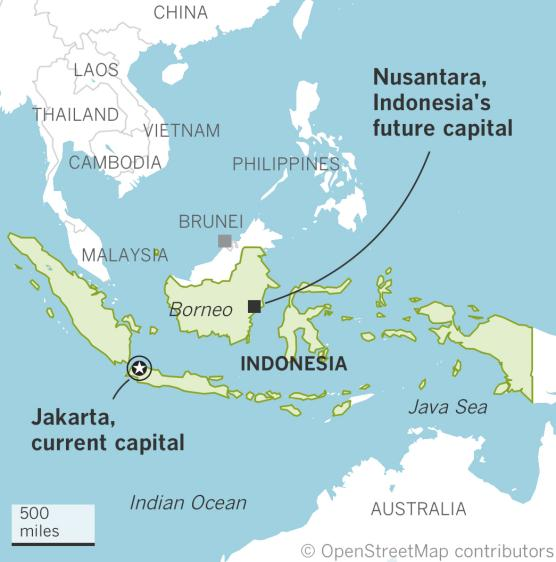 CHINA
LAOS
Nusantara,
Indonesia's
future capital
THAILAND
VIETNAM
CAMBODIA
PHILIPPINES
BRUNEI
MALAYSIA
Borneo
INDONESIA
Jakarta,
current capital
Java Sea
Indian Ocean
500
miles
AUSTRALIA
© OpenStreetMap contributors